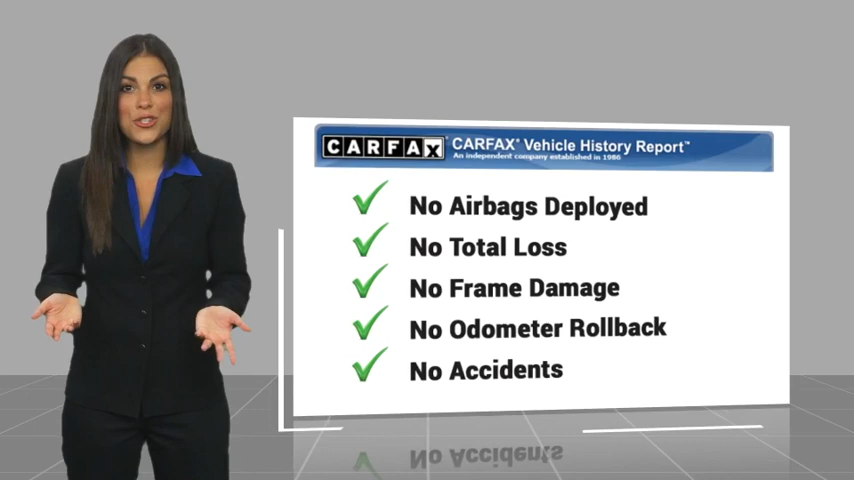 CARFAX® CARFAX® Vehicle History Report™
An independent company established in 1986
No Airbags Deployed
No Total Loss
No Frame Damage
No Odometer Rollback
No Accidents
No Accidents